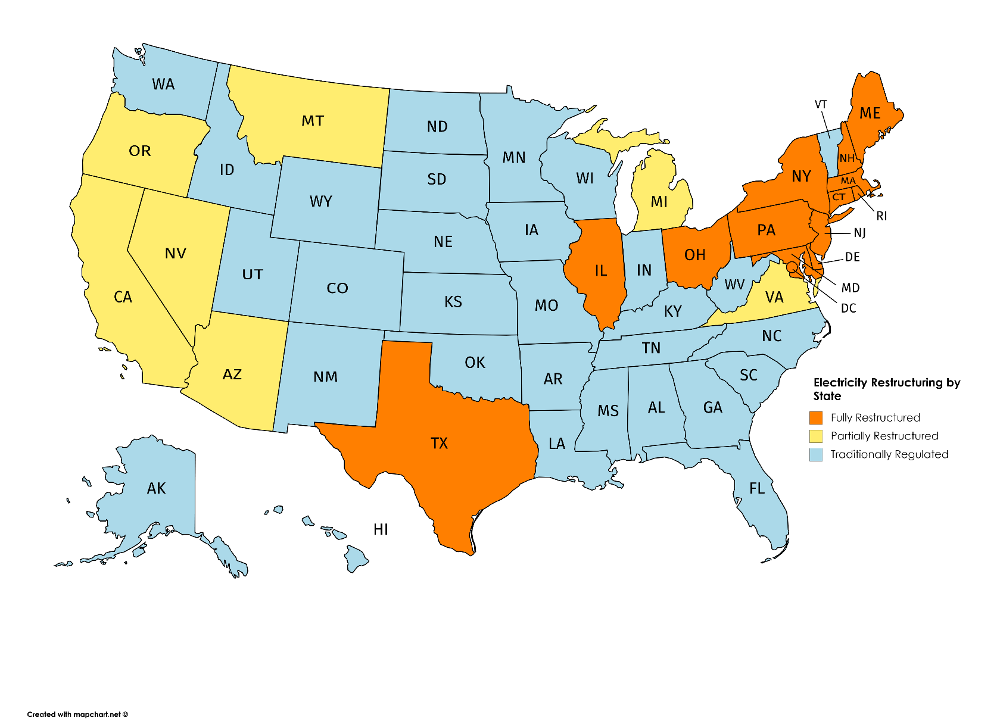 WA
VT
ME
MT
ND
OR
MN
NH
ID
NY
WI
SD
MA
CT
WY
MI
RI
PA
IA
NJ
NE
NV
OH
DE
IL
IN
UT
WV
CO
MD
CA
VA
KS
MO
DC
KY
NC
TN
OK
AZ
NM
AR
SC
Electricity Restructuring by
State
GA
AL
MS
Fully Restructured
Partially Restructured
TX
LA
Traditionally Regulated
AK
FL
HI
Created with mapchart.net ©